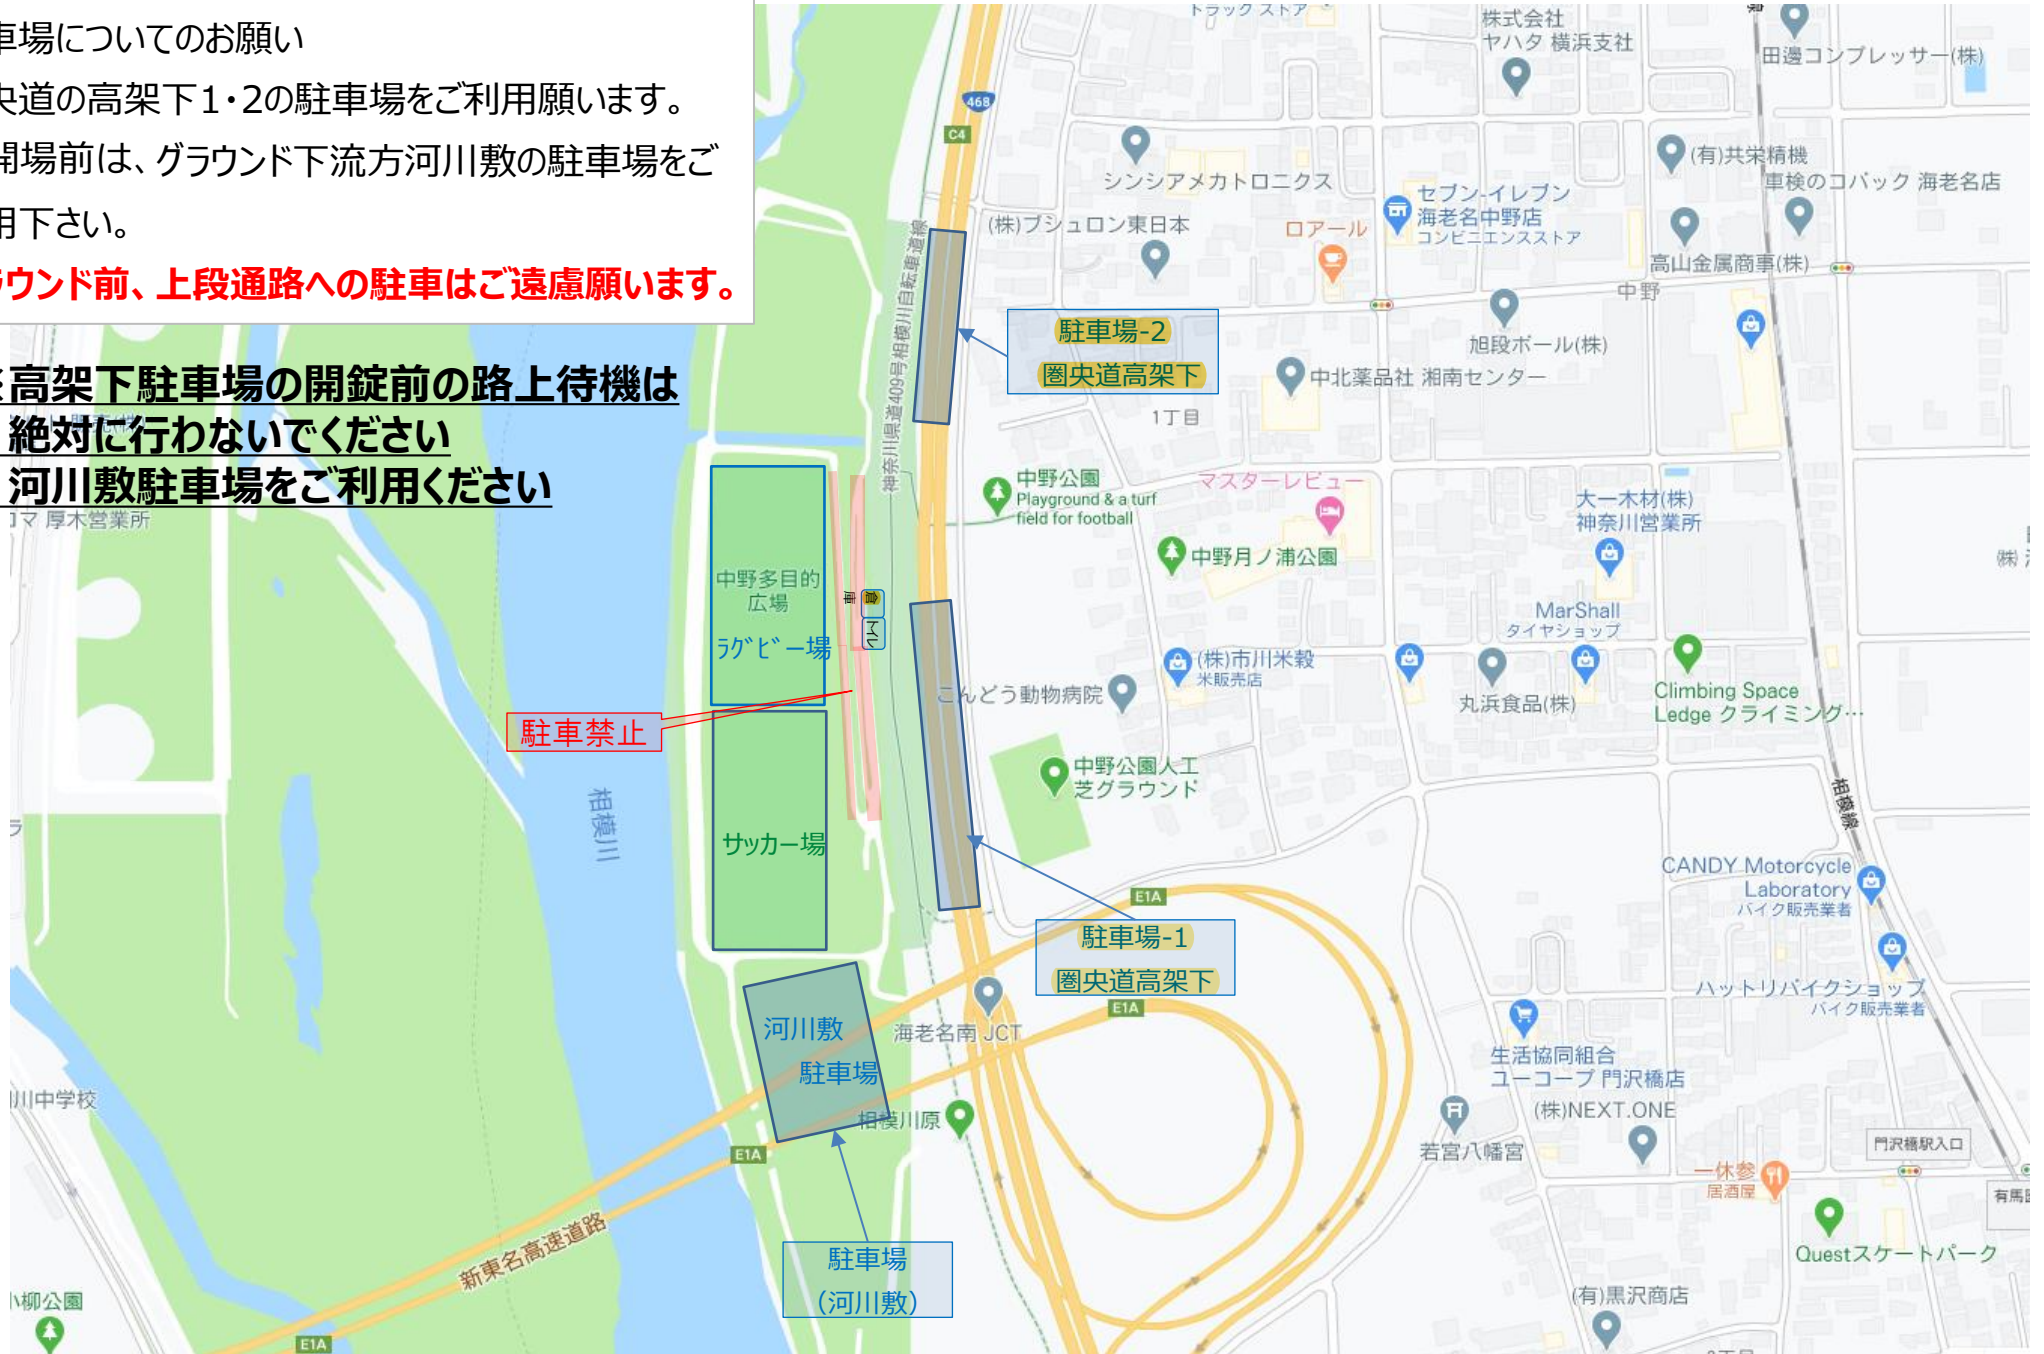 車場についてのお願い
央道の高架下1・2の駐車場をご利用願います。
開場前は、グラウンド下流方河川敷の駐車場をご
用下さい。
ラウンド前、上段通路への駐車はご遠慮願います。
※高架下駐車場の開錠前の路上待機は
絶対に行わないでください
河川敷駐車場をご利用ください
コマ 厚木営業所
トラック ストア
株式会社
ヤハタ 横浜支社
田邊コンプレッサー(株)
468
C4
シンシアメカトロニクス
(有)共栄精機
車検のコバック 海老名店
セブン-イレブン
海老名中野店
コンビニエンスストア
(株)ブシュロン東日本
ロアール
高山金属商事(株)
中野
神奈川県道409号相模川自転車道線
駐車場-2
圏央道高架下
旭段ボール(株)
中北薬品社 湘南センター
1丁目
中野公園
Playground & a turf
field for football
マスターレビュー
大一木材(株)
神奈川営業所
中野月ノ浦公園
中野多目的
広場
ラグビー場
倉
庫
トイレ
MarShall
タイヤショップ
(株)市川米穀
米販売店
こんどう動物病院
丸浜食品(株)
Climbing Space
Ledge クライミング…
駐車禁止
中野公園人工
芝グラウンド
相模川
サッカー場
相模線
CANDY Motorcycle
Laboratory
バイク販売業者
E1A
駐車場-1
圏央道高架下
ハットリバイクショップ
バイク販売業者
E1A
河川敷
駐車場
海老名南 JCT
生活協同組合
ユーコープ 門沢橋店
(株)NEXT.ONE
川中学校
相模川原
若宮八幡宮
門沢橋駅入口
E1A
一休参
居酒屋
有馬
新東名高速道路
駐車場
(河川敷)
Questスケートパーク
小柳公園
(有)黒沢商店
E1A